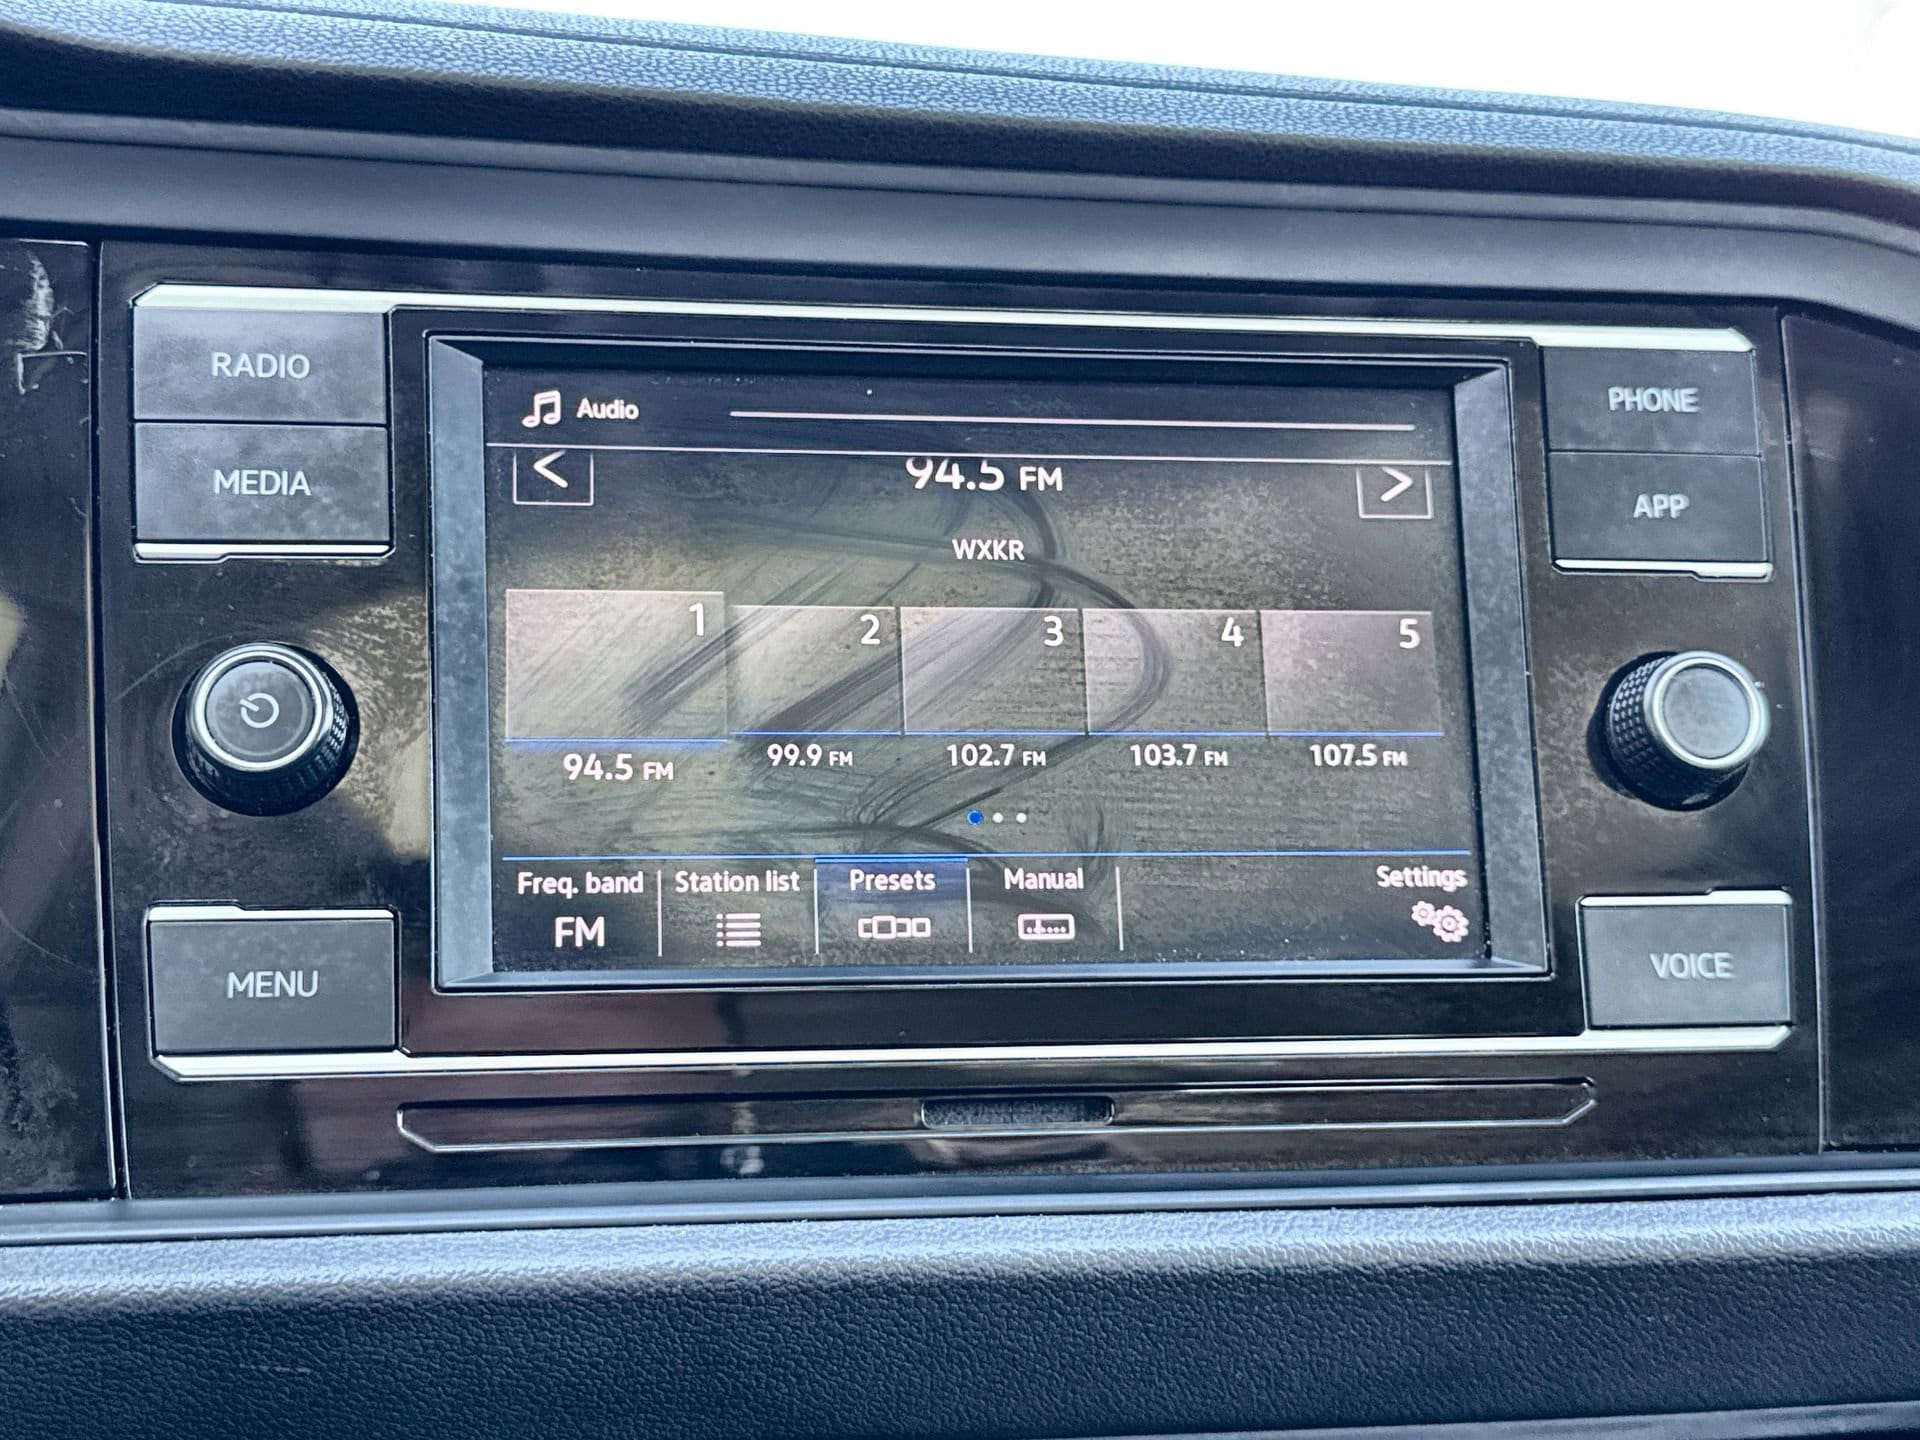 RADIO
MEDIA
MENU
Audio
<
94.5 FM
>
WXKR
1
2
3
4
5
94.5 FM
99.9 FM
102.7 FM
103.7 FM
107.5 FM
Freq. band
FM
Station list
Presets
Manual
Settings
PHONE
APP
VOICE